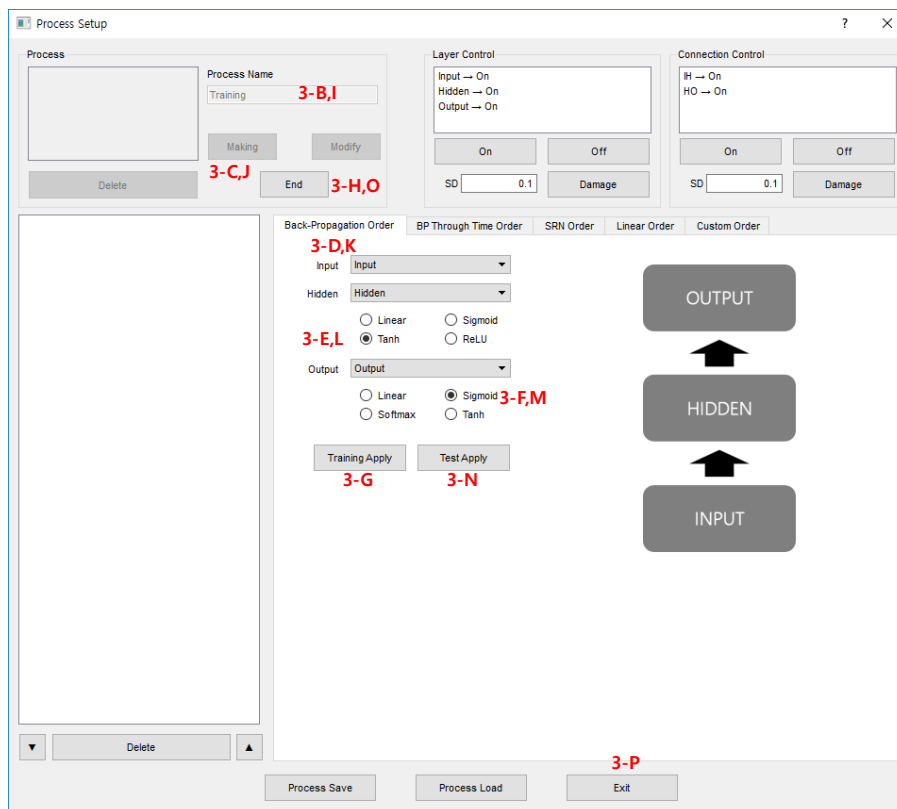 Process Setup
?
Process
Process Name
Training
3-B,I
Making
Modify
3-C,J
Delete
End
3-H,O
Layer Control
Input → On
Hidden → On
Output → On
On
Off
SD
0.1
Damage
Connection Control
IH → On
HO → On
On
Off
SD
0.1
Damage
Back-Propagation Order
BP Through Time Order
SRN Order
Linear Order
Custom Order
3-D,K
Input
Input
Hidden
Hidden
Linear
Sigmoid
3-E,L
Tanh
ReLU
Output
Output
Linear
Sigmoid
3-F,M
Softmax
Tanh
Training Apply
Test Apply
3-G
3-N
OUTPUT
HIDDEN
INPUT
▼
Delete
▲
3-P
Process Save
Process Load
Exit